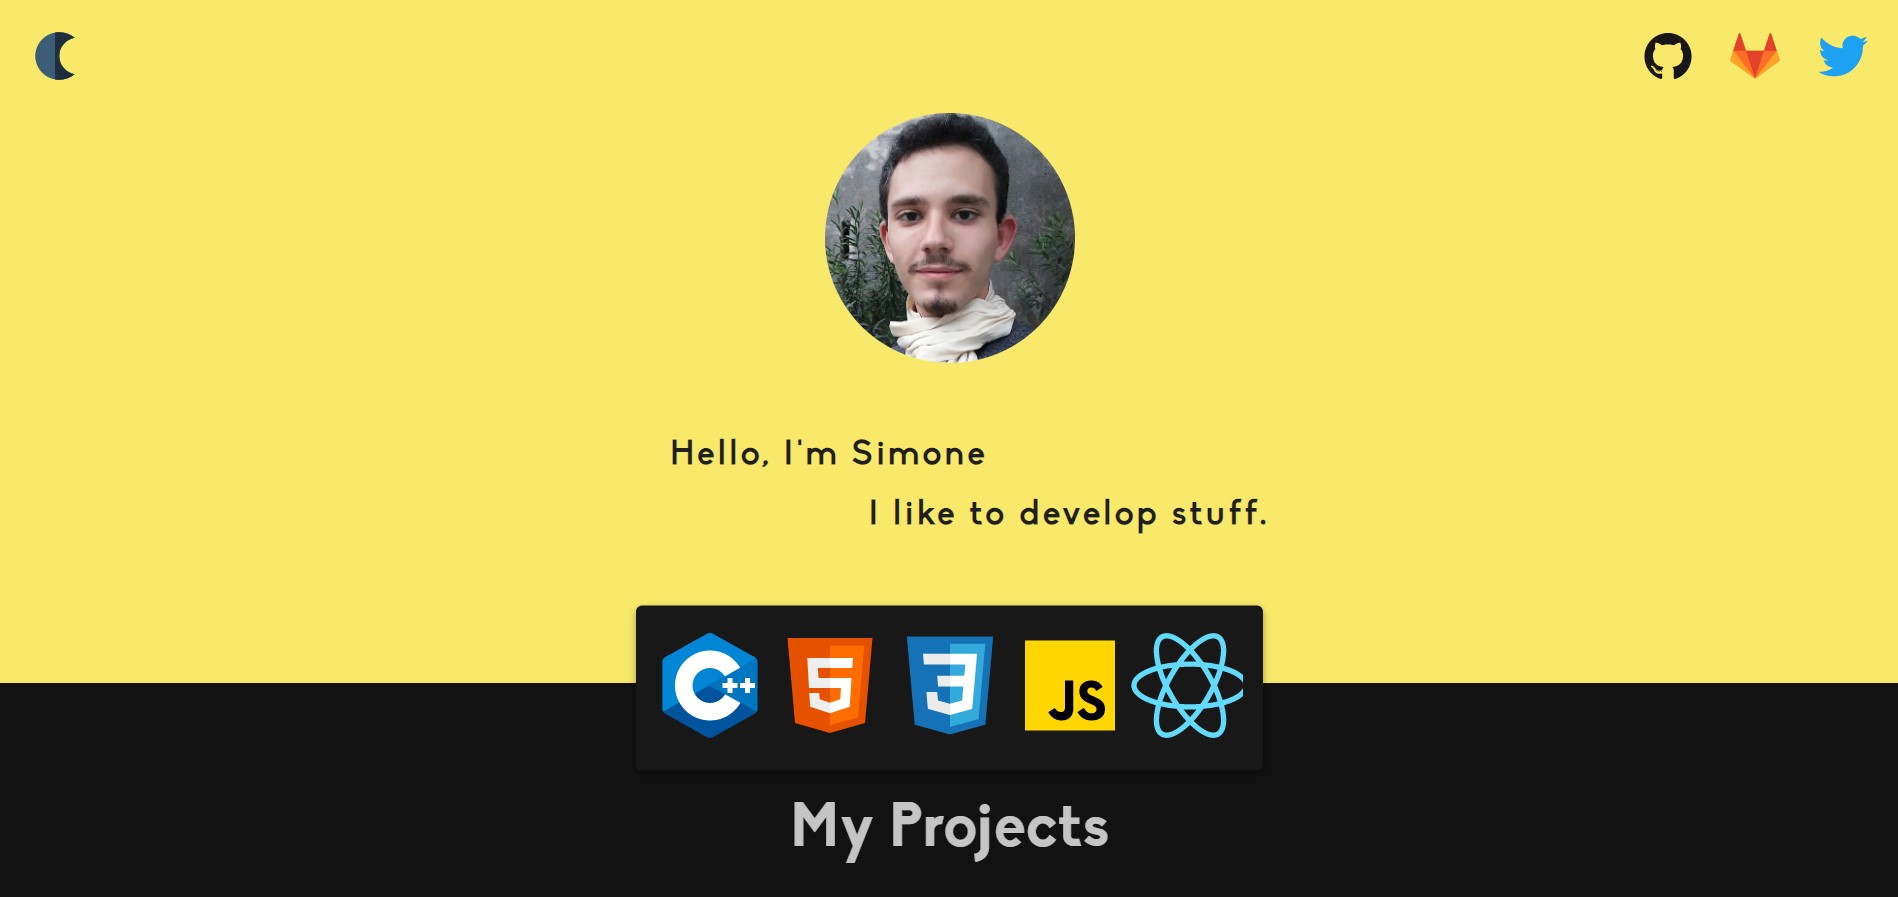 Hello, I'm Simone
I like to develop stuff.
C++
5
3
JS
My Projects